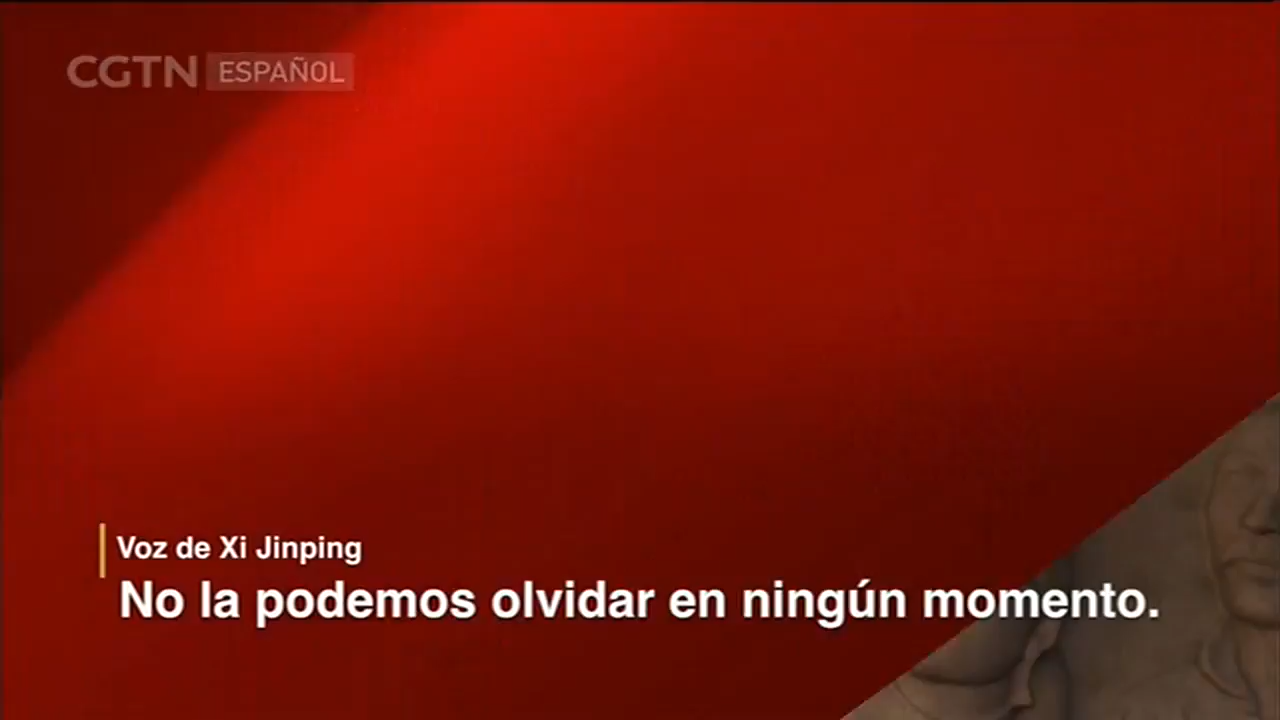 CGTN ESPAÑOL
Voz de Xi Jinping
No la podemos olvidar en ningún momento.